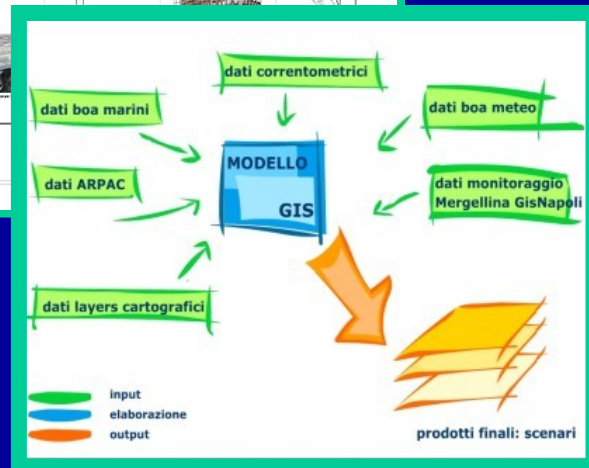 dati correntometrici
dati boa marini
dati boa meteo
MODELLO
GIS
dati ARPAC
dati monitoraggio
Mergellina GisNapoli
dati layers cartografici
input
elaborazione
output
prodotti finali: scenari